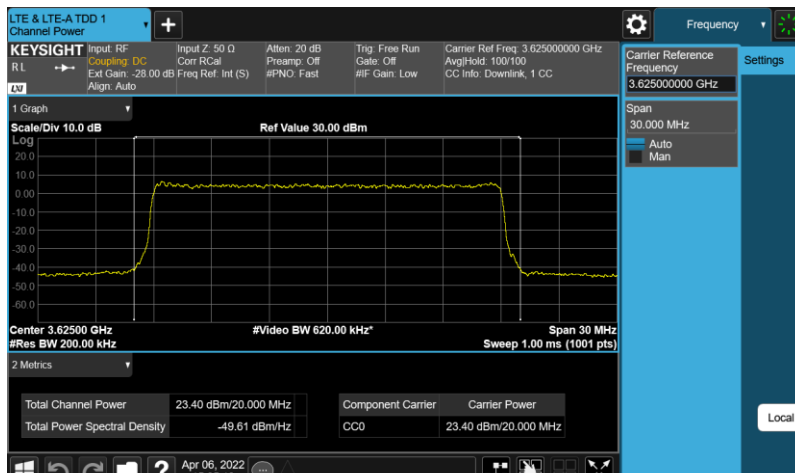 LTE & LTE-A TDD 1
Channel Power
Frequency
KEYSIGHT
R L
LXI
Input: RF
Coupling: DC
Ext Gain: -28.00 dB
Align: Auto
Input Z: 50 Ω
Corr RCal
Freq Ref: Int (S)
Atten: 20 dB
Preamp: Off
#PNO: Fast
Trig: Free Run
Gate: Off
#IF Gain: Low
Carrier Ref Freq: 3.625000000 GHz
Avg|Hold: 100/100
CC Info: Downlink, 1 CC
Carrier Reference
Frequency
3.625000000 GHz
Settings
Span
30.000 MHz
Auto
Man
1 Graph
Scale/Div 10.0 dB
Ref Value 30.00 dBm
Log
20.0
10.0
0.00
-10.0
-20.0
-30.0
-40.0
-50.0
-60.0
Center 3.62500 GHz
#Video BW 620.00 kHz*
Span 30 MHz
#Res BW 200.00 kHz
Sweep 1.00 ms (1001 pts)
2 Metrics
Total Channel Power 23.40 dBm/20.000 MHz
Total Power Spectral Density -49.61 dBm/Hz
Component Carrier Carrier Power
CC0 23.40 dBm/20.000 MHz
Local
?
Apr 06, 2022